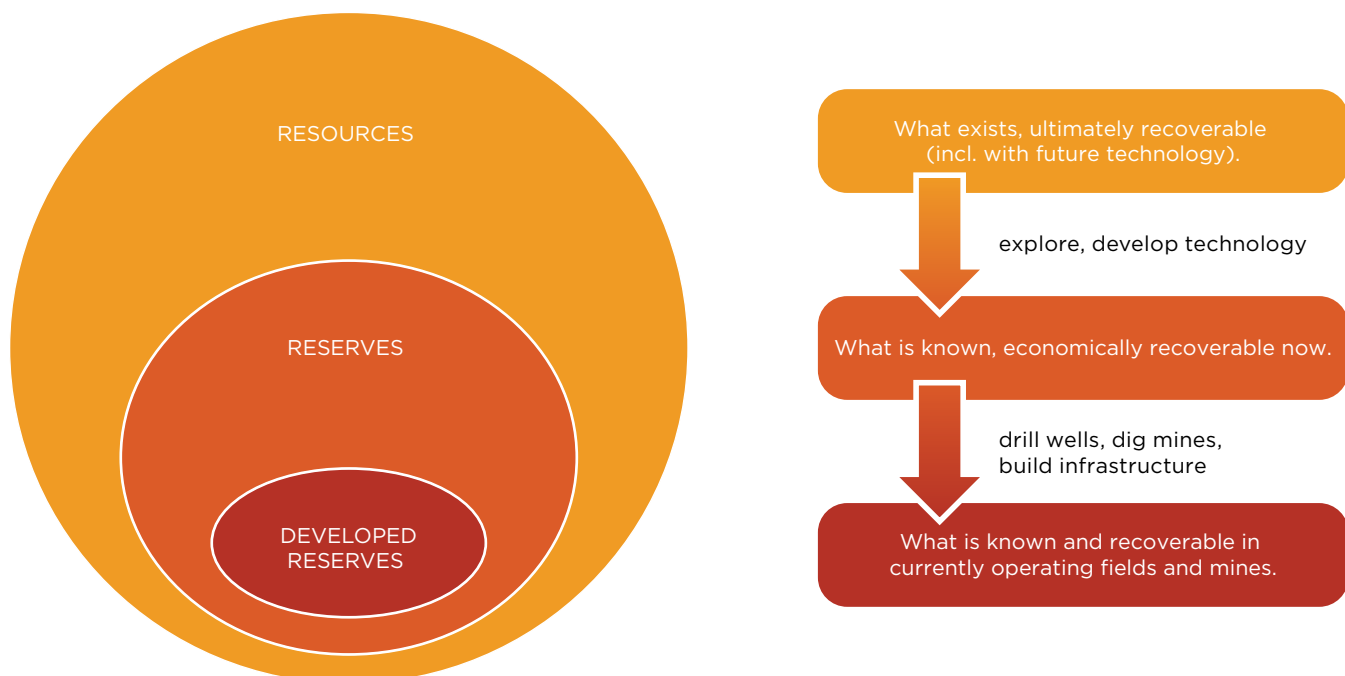 RESOURCES
RESERVES
DEVELOPED
RESERVES
What exists, ultimately recoverable
(incl. with future technology).
explore, develop technology
What is known, economically recoverable now.
drill wells, dig mines,
build infrastructure
What is known and recoverable in
currently operating fields and mines.